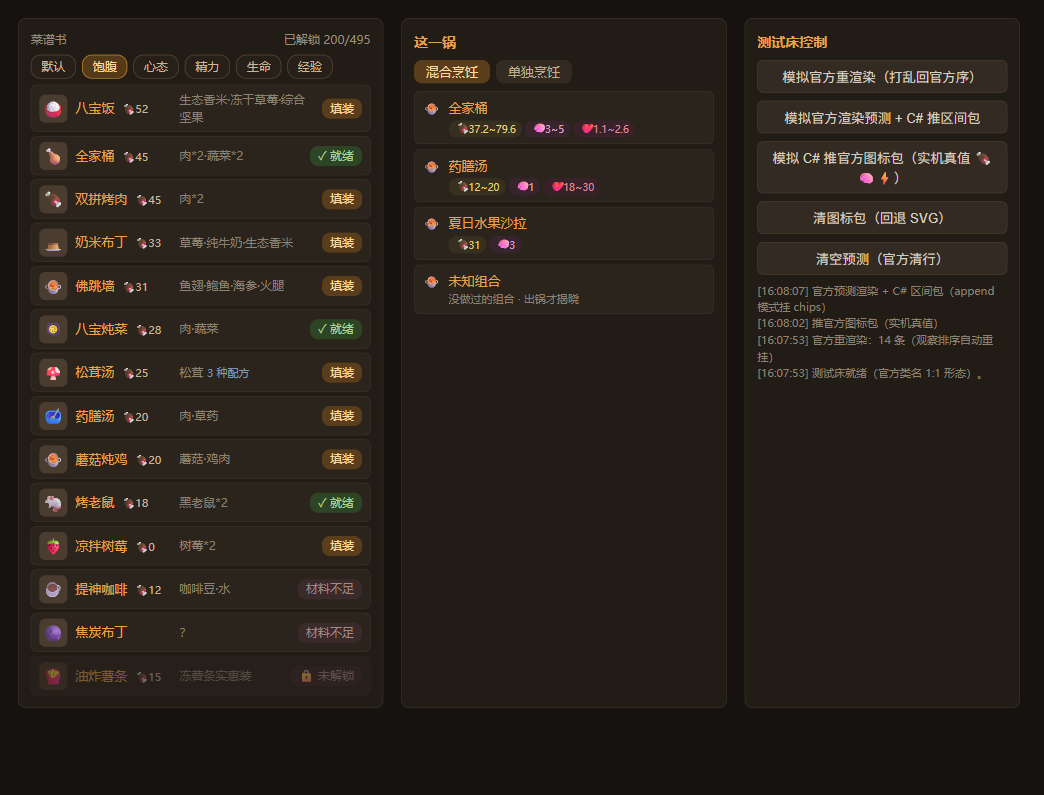 菜谱书 已解锁 200/495
默认 饱腹 心态 精力 生命 经验
八宝饭 52 生态香米·冻干草莓·综合坚果 填装
全家桶 45 肉*2·蔬菜*2 ✓ 就绪
双拼烤肉 45 肉*2 填装
奶米布丁 33 草莓·纯牛奶·生态香米 填装
佛跳墙 31 鱼翅·鲍鱼·海参·火腿 填装
八宝炖菜 28 肉·蔬菜 ✓ 就绪
松茸汤 25 松茸 3 种配方 填装
药膳汤 20 肉·草药 填装
蘑菇炖鸡 20 蘑菇·鸡肉 填装
烤老鼠 18 黑老鼠*2 ✓ 就绪
凉拌树莓 0 树莓*2 填装
提神咖啡 12 咖啡豆·水 材料不足
焦炭布丁 ? 材料不足
油炸薯条 15 冻薯条实惠装 未解锁
这一锅
混合烹饪 单独烹饪
全家桶
37.2~79.6 3~5 1.1~2.6
药膳汤
12~20 1 18~30
夏日水果沙拉
31 3
未知组合
没做过的组合 · 出锅才揭晓
测试床控制
模拟官方重渲染（打乱回官方序）
模拟官方渲染预测 + C# 推区间包
模拟 C# 推官方图标包（实机真值
）
清图标包（回退 SVG）
清空预测（官方清行）
[16:08:07] 官方预测渲染 + C# 区间包（append
模式挂 chips）
[16:08:02] 推官方图标包（实机真值）
[16:07:53] 官方重渲染：14 条（观察排序自动重
挂）
[16:07:53] 测试床就绪（官方类名 1:1 形态）。